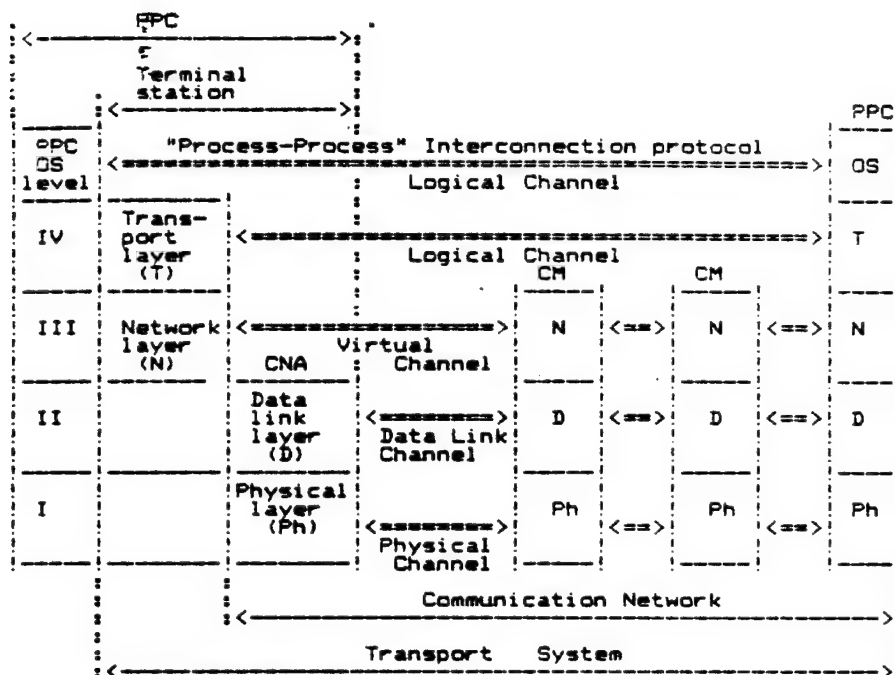 PPC
Terminal
station
PPC
PPC "Process-Process" Interconnection protocol
OS OS
level Logical Channel
IV Trans-
port T
layer Logical Channel
(T) CM CM
III Network N N N
layer Virtual
(N) CNA Channel
II Data D D D
link
layer Data Link
(D) Channel
I Physical Ph Ph Ph
layer
(Ph) Physical
Channel
Communication Network
Transport System